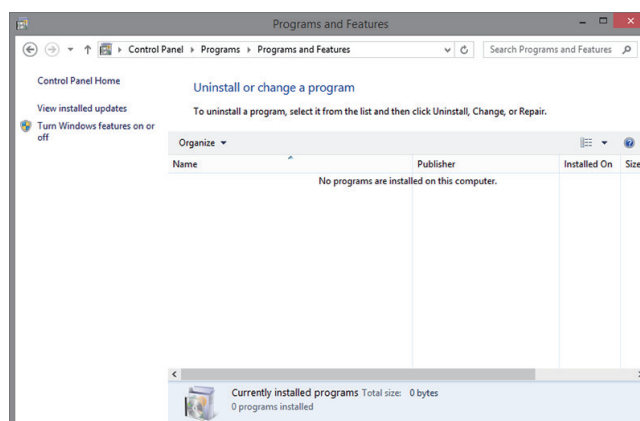 Programs and Features
Control Panel Programs Programs and Features Search Programs and Features
Control Panel Home
Uninstall or change a program
View installed updates
To uninstall a program, select it from the list and then click Uninstall, Change, or Repair.
Turn Windows features on or
off
Organize
Name Publisher Installed On Size
No programs are installed on this computer.
Currently installed programs Total size: 0 bytes
0 programs installed